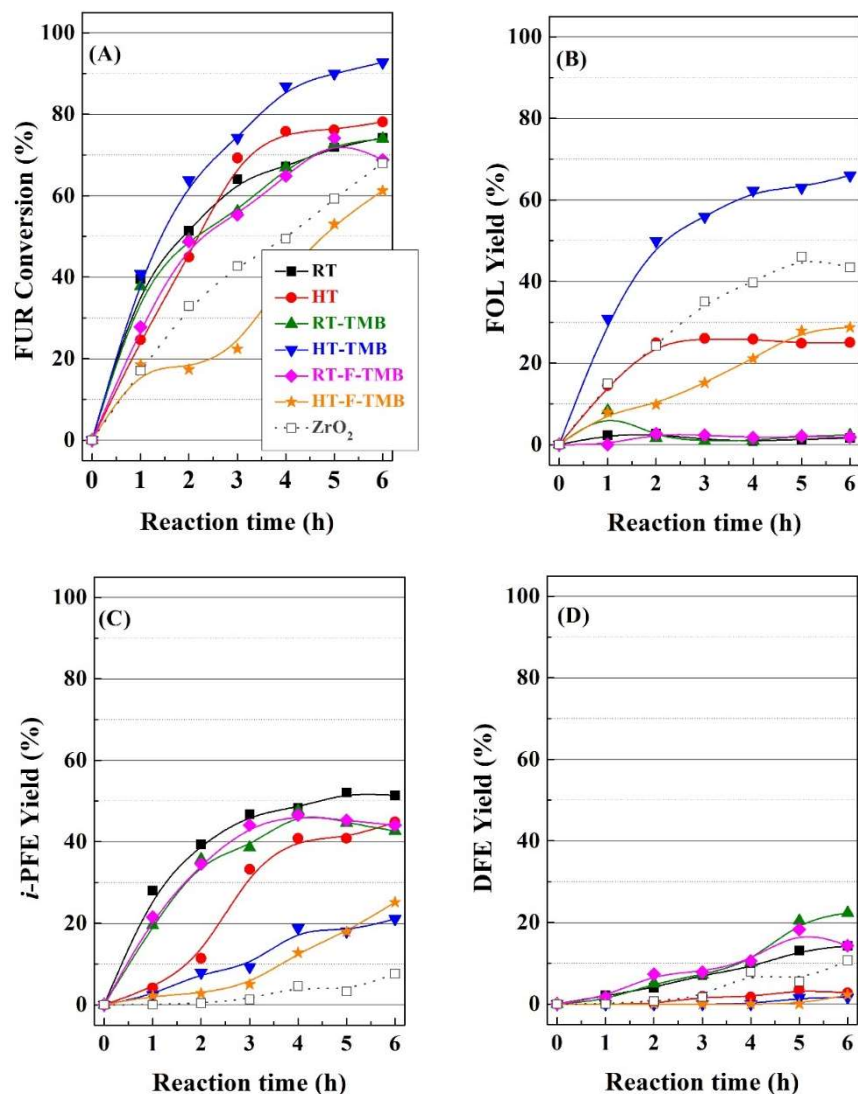 (A)
FUR Conversion (%)
100
80
60
40
20
0
0 1 2 3 4 5 6
Reaction time (h)
RT
HT
RT-TMB
HT-TMB
RT-F-TMB
HT-F-TMB
ZrO₂
(B)
FOL Yield (%)
100
80
60
40
20
0
0 1 2 3 4 5 6
Reaction time (h)
(C)
i-PFE Yield (%)
100
80
60
40
20
0
0 1 2 3 4 5 6
Reaction time (h)
(D)
DFE Yield (%)
100
80
60
40
20
0
0 1 2 3 4 5 6
Reaction time (h)